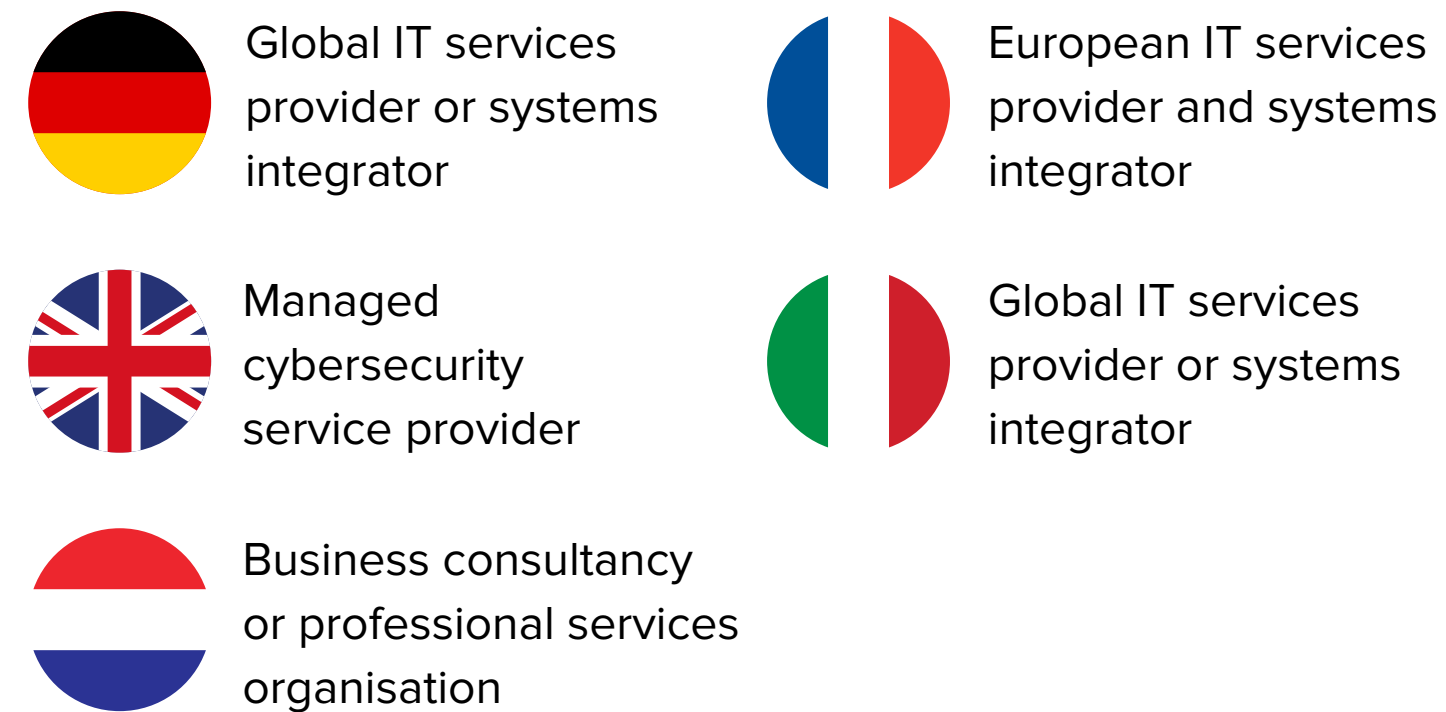 Global IT services
provider or systems
integrator
European IT services
provider and systems
integrator
Managed
cybersecurity
service provider
Global IT services
provider or systems
integrator
Business consultancy
or professional services
organisation